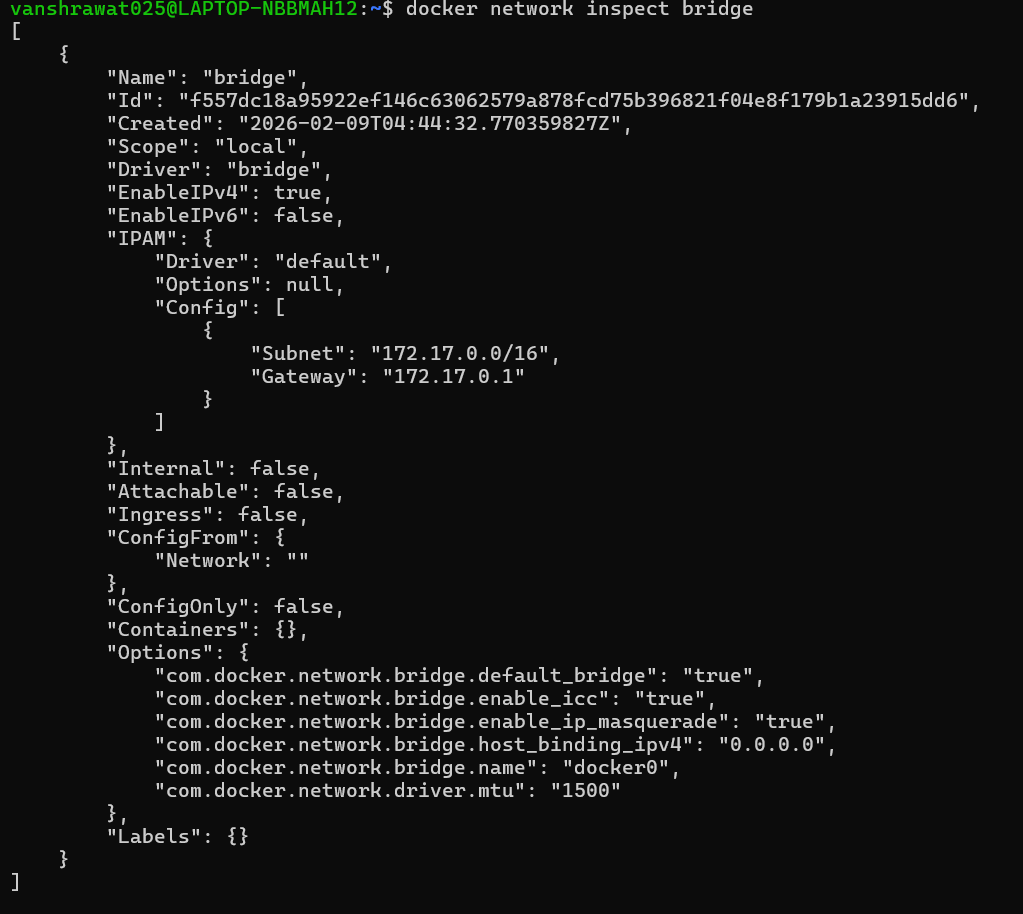 vanshrawat025@LAPTOP-NBBMAH12:~$ docker network inspect bridge
[
    {
        "Name": "bridge",
        "Id": "f557dc18a95922ef146c63062579a878fcd75b396821f04e8f179b1a23915dd6",
        "Created": "2026-02-09T04:44:32.770359827Z",
        "Scope": "local",
        "Driver": "bridge",
        "EnableIPv4": true,
        "EnableIPv6": false,
        "IPAM": {
            "Driver": "default",
            "Options": null,
            "Config": [
                {
                    "Subnet": "172.17.0.0/16",
                    "Gateway": "172.17.0.1"
                }
            ]
        },
        "Internal": false,
        "Attachable": false,
        "Ingress": false,
        "ConfigFrom": {
            "Network": ""
        },
        "ConfigOnly": false,
        "Containers": {},
        "Options": {
            "com.docker.network.bridge.default_bridge": "true",
            "com.docker.network.bridge.enable_icc": "true",
            "com.docker.network.bridge.enable_ip_masquerade": "true",
            "com.docker.network.bridge.host_binding_ipv4": "0.0.0.0",
            "com.docker.network.bridge.name": "docker0",
            "com.docker.network.driver.mtu": "1500"
        },
        "Labels": {}
    }
]